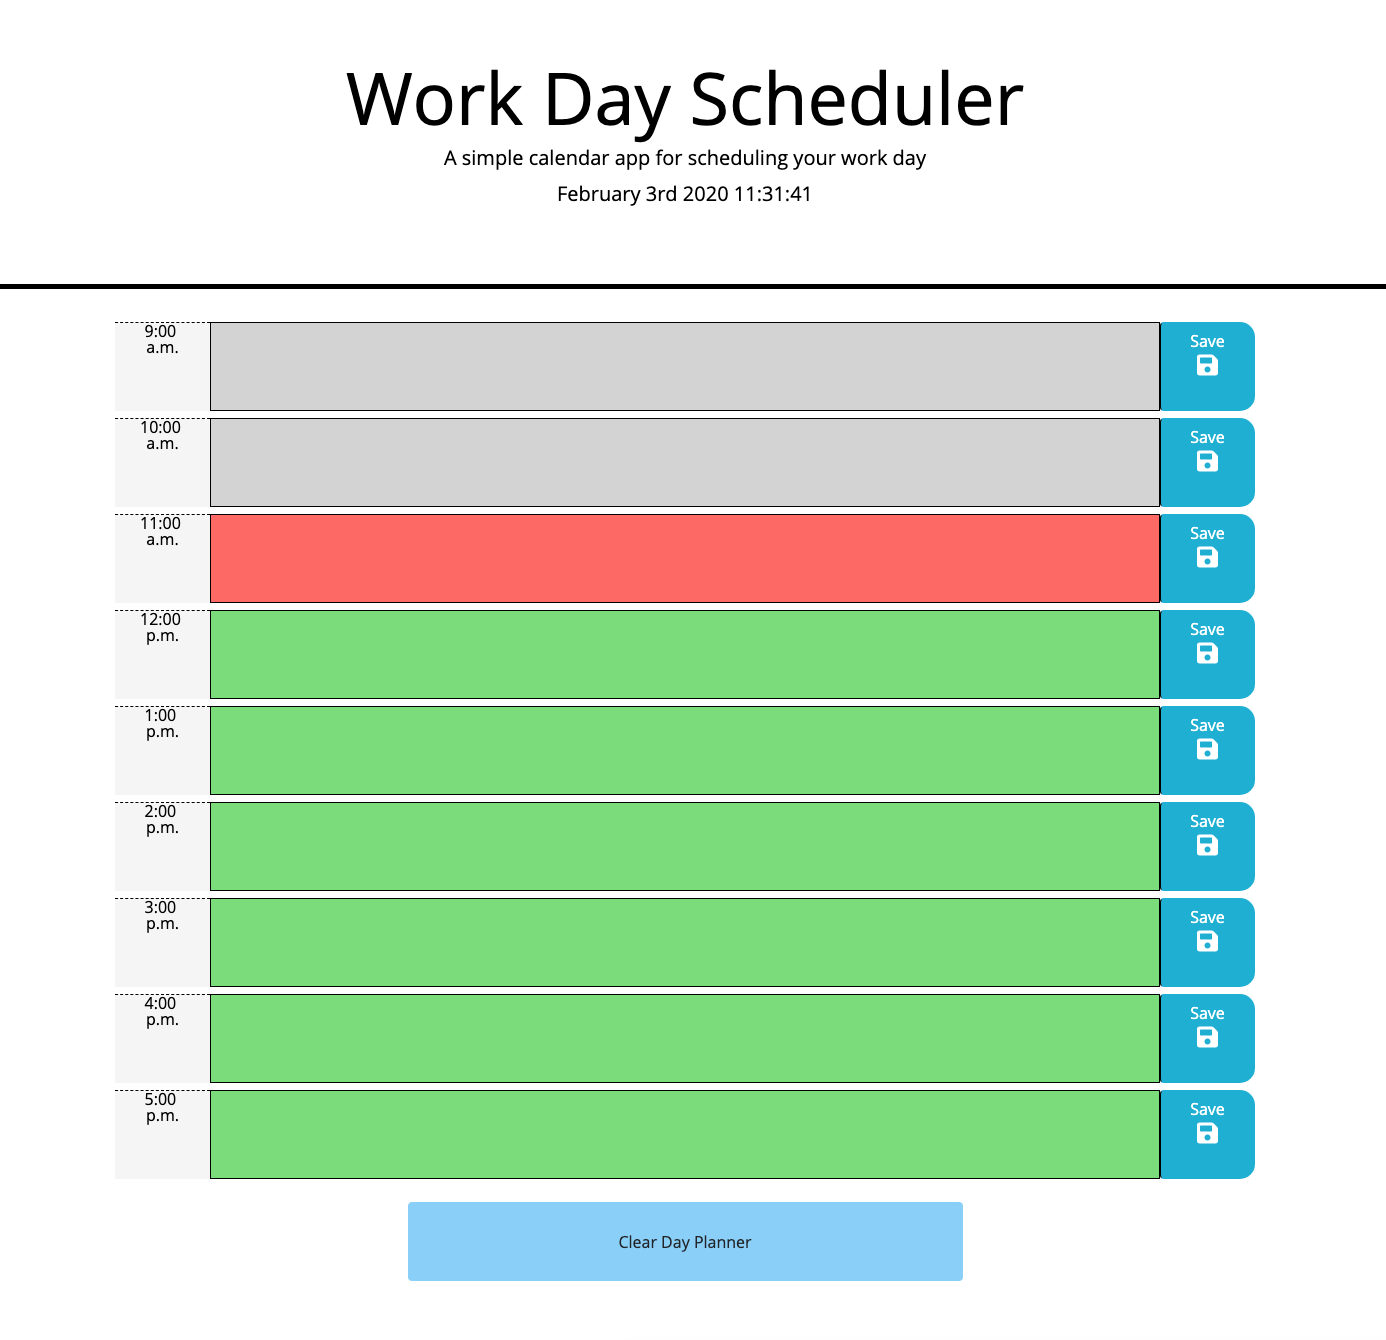 Work Day Scheduler
A simple calendar app for scheduling your work day
February 3rd 2020 11:31:41
9:00
a.m.
Save
10:00
a.m.
Save
11:00
a.m.
Save
12:00
p.m.
Save
1:00
p.m.
Save
2:00
p.m.
Save
3:00
p.m.
Save
4:00
p.m.
Save
5:00
p.m.
Save
Clear Day Planner